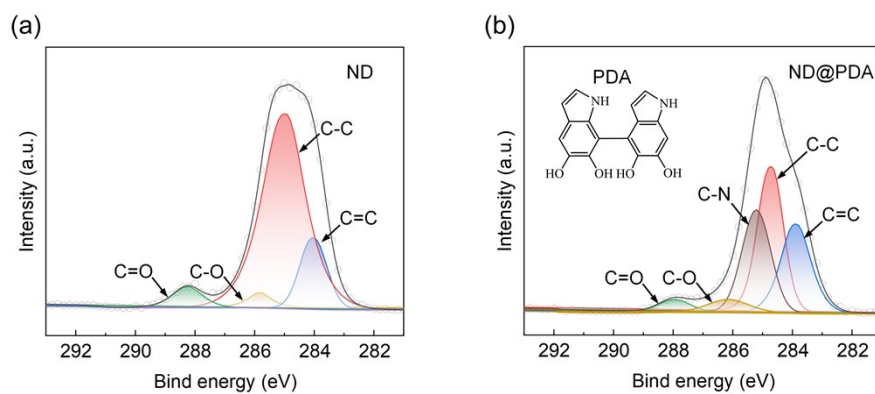 (a)
ND
C-C
C=C
C=O
C-O
Intensity (a.u.)
292 290 288 286 284 282
Bind energy (eV)
(b)
PDA
ND@PDA
NH
NH
HO
OH
HO
OH
C-C
C-N
C=C
C=O
C-O
Intensity (a.u.)
292 290 288 286 284 282
Bind energy (eV)